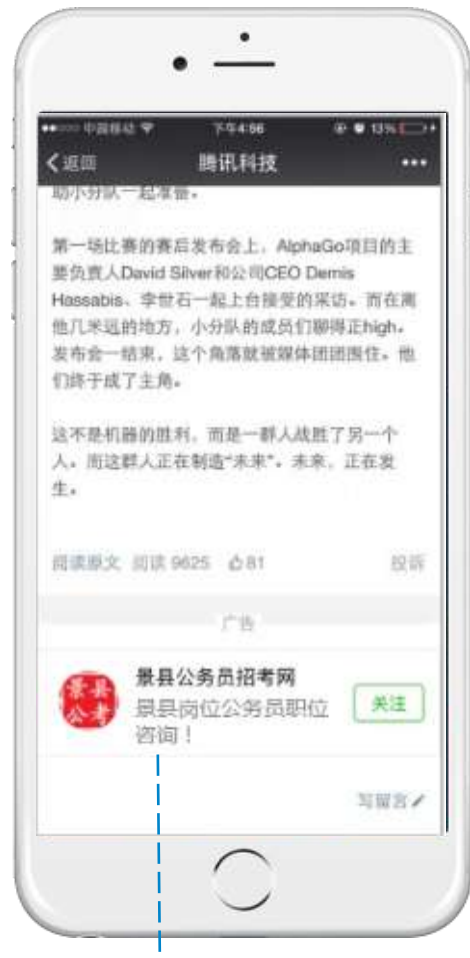 中国移动
下午4:56
13%
返回
腾讯科技
助小分队一起准备。
第一场比赛的赛后发布会上，AlphaGo项目的主
要负责人David Silver和公司CEO Demis
Hassabis、李世石一起上台接受的采访。而在离
他几米远的地方，小分队的成员们聊得正high。
发布会一结束，这个角落就被媒体团团围住。他
们终于成了主角。
这不是机器的胜利，而是一群人战胜了另一个
人。而这群人正在制造“未来”。未来，正在发
生。
阅读原文 阅读 9625 81
投诉
广告
景县
公考
景县公务员招考网
景县岗位公务员职位
咨询！
关注
写留言